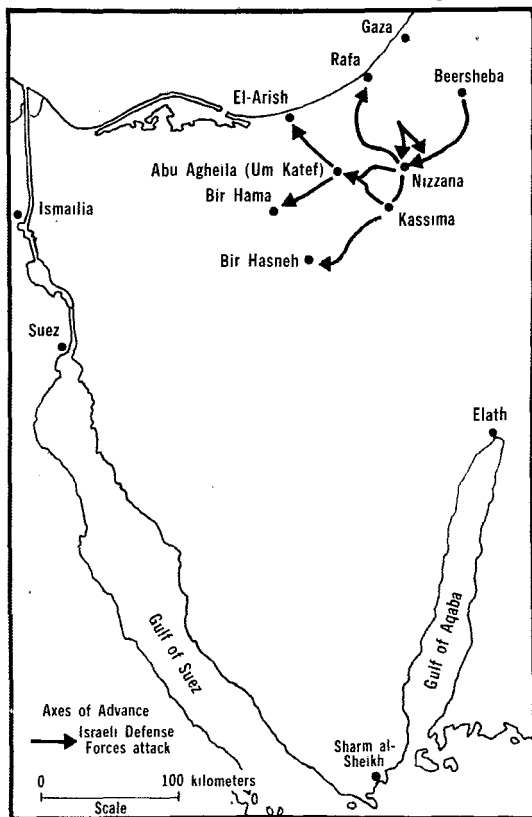 Gaza
Rafa
Beersheba
El-Arish
Abu Agheila (Um Katef)
Nizzana
Bir Hama
Ismailia
Kassima
Bir Hasneh
Suez
Elath
Gulf of Suez
Gulf of Aqaba
Axes of Advance
Israeli Defense
Forces attack
Sharm al-
Sheikh
0 100 kilometers
Scale